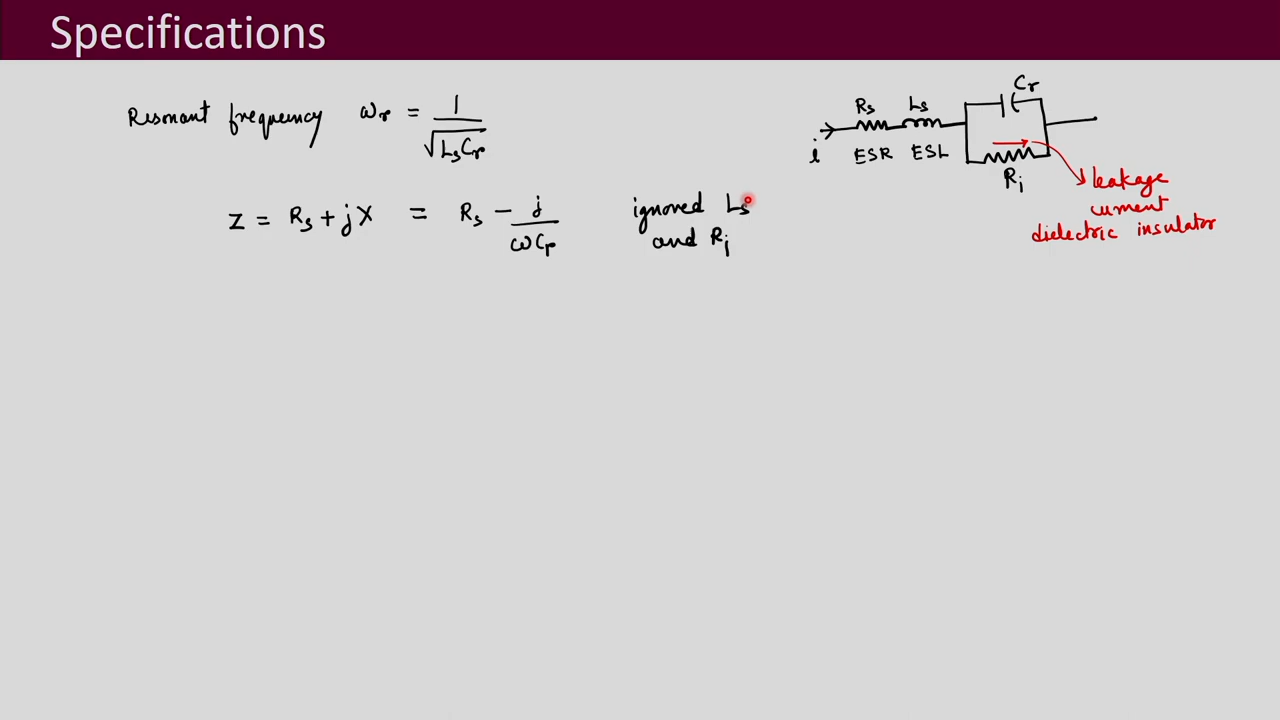 Specifications
Resonant frequency ωr = 1/√(LsCr)
Z = Rs + jX = Rs − j/(ωCr)
ignored Ls
and Ri
Cr
Rs Ls
i ESR ESL
Ri
leakage
current
dielectric insulator